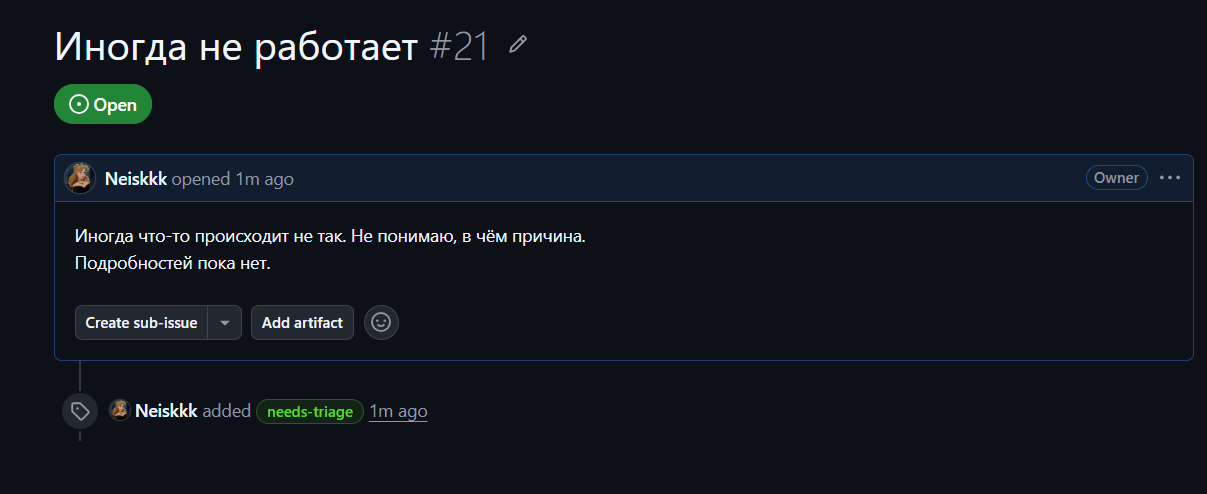 Иногда не работает #21
Open
Neiskkk opened 1m ago Owner
Иногда что-то происходит не так. Не понимаю, в чём причина.
Подробностей пока нет.
Create sub-issue Add artifact
Neiskkk added needs-triage 1m ago